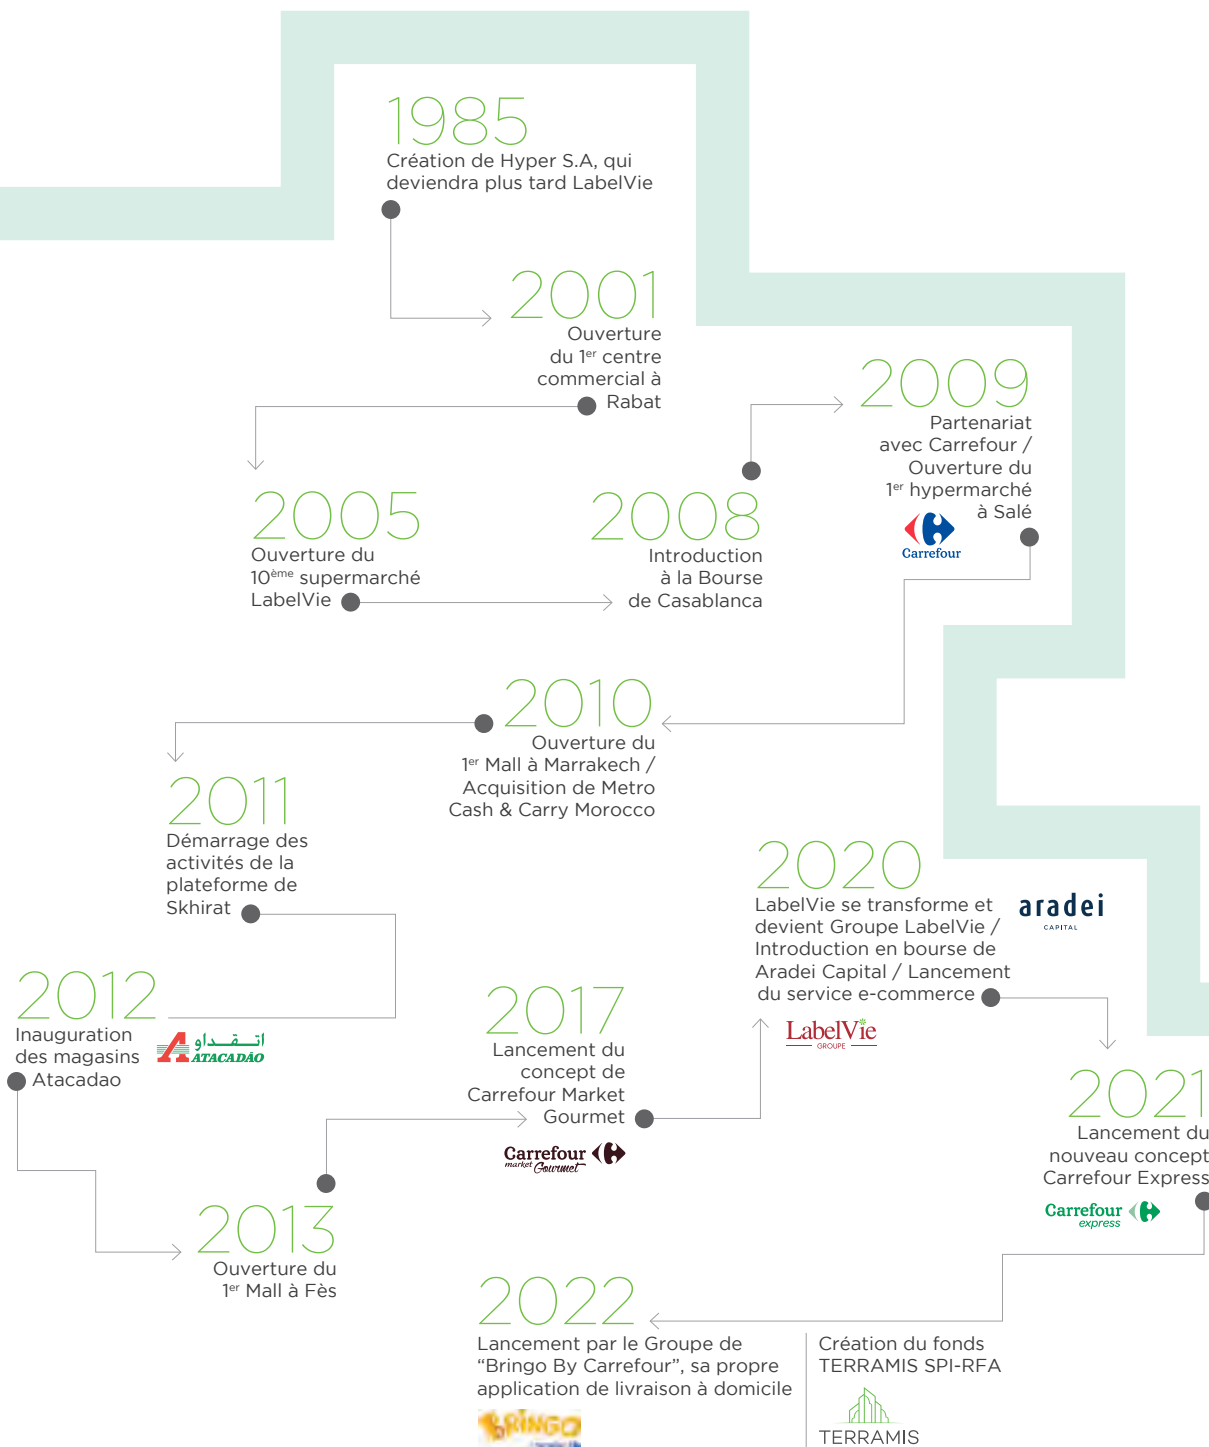 1985
Création de Hyper S.A, qui
deviendra plus tard LabelVie
2001
Ouverture
du 1er centre
commercial à
Rabat
2005
Ouverture du
10ème supermarché
LabelVie
2008
Introduction
à la Bourse
de Casablanca
2009
Partenariat
avec Carrefour /
Ouverture du
1er hypermarché
à Salé
Carrefour
2010
Ouverture du
1er Mall à Marrakech /
Acquisition de Metro
Cash & Carry Morocco
2011
Démarrage des
activités de la
plateforme de
Skhirat
2012
Inauguration
des magasins
Atacadao
اتـقـداو
ATACADÃO
2013
Ouverture du
1er Mall à Fès
2017
Lancement du
concept de
Carrefour Market
Gourmet
Carrefour
market Gourmet
2020
LabelVie se transforme et
devient Groupe LabelVie /
Introduction en bourse de
Aradei Capital / Lancement
du service e-commerce
aradei
CAPITAL
LabelVie
GROUPE
2021
Lancement du
nouveau concept
Carrefour Express
Carrefour
express
2022
Lancement par le Groupe de
“Bringo By Carrefour”, sa propre
application de livraison à domicile
BRINGO
Création du fonds
TERRAMIS SPI-RFA
TERRAMIS